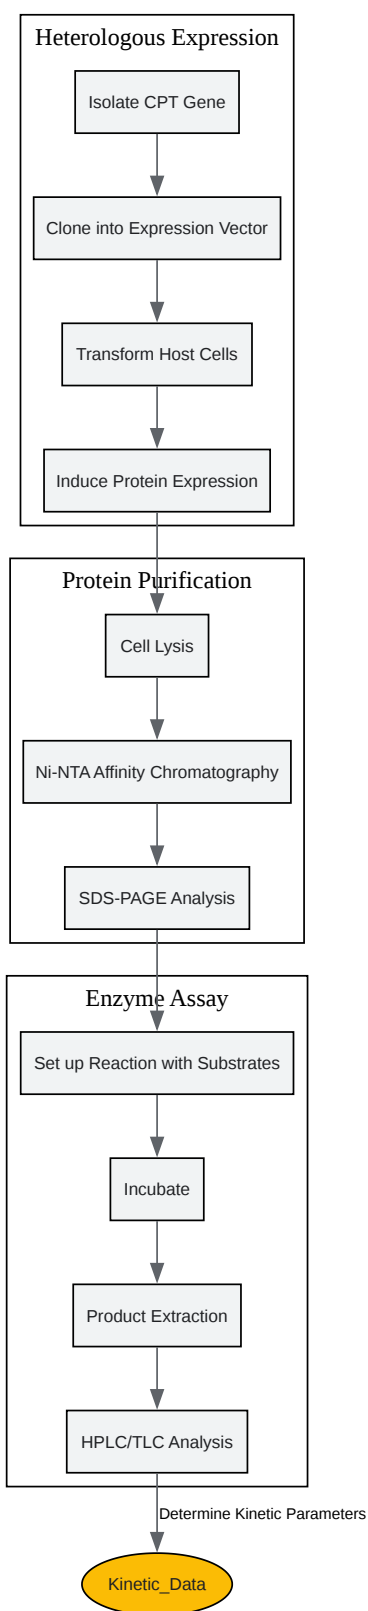 Heterologous Expression
Isolate CPT Gene
Clone into Expression Vector
Transform Host Cells
Induce Protein Expression
Protein Purification
Cell Lysis
Ni-NTA Affinity Chromatography
SDS-PAGE Analysis
Enzyme Assay
Set up Reaction with Substrates
Incubate
Product Extraction
HPLC/TLC Analysis
Determine Kinetic Parameters
Kinetic_Data